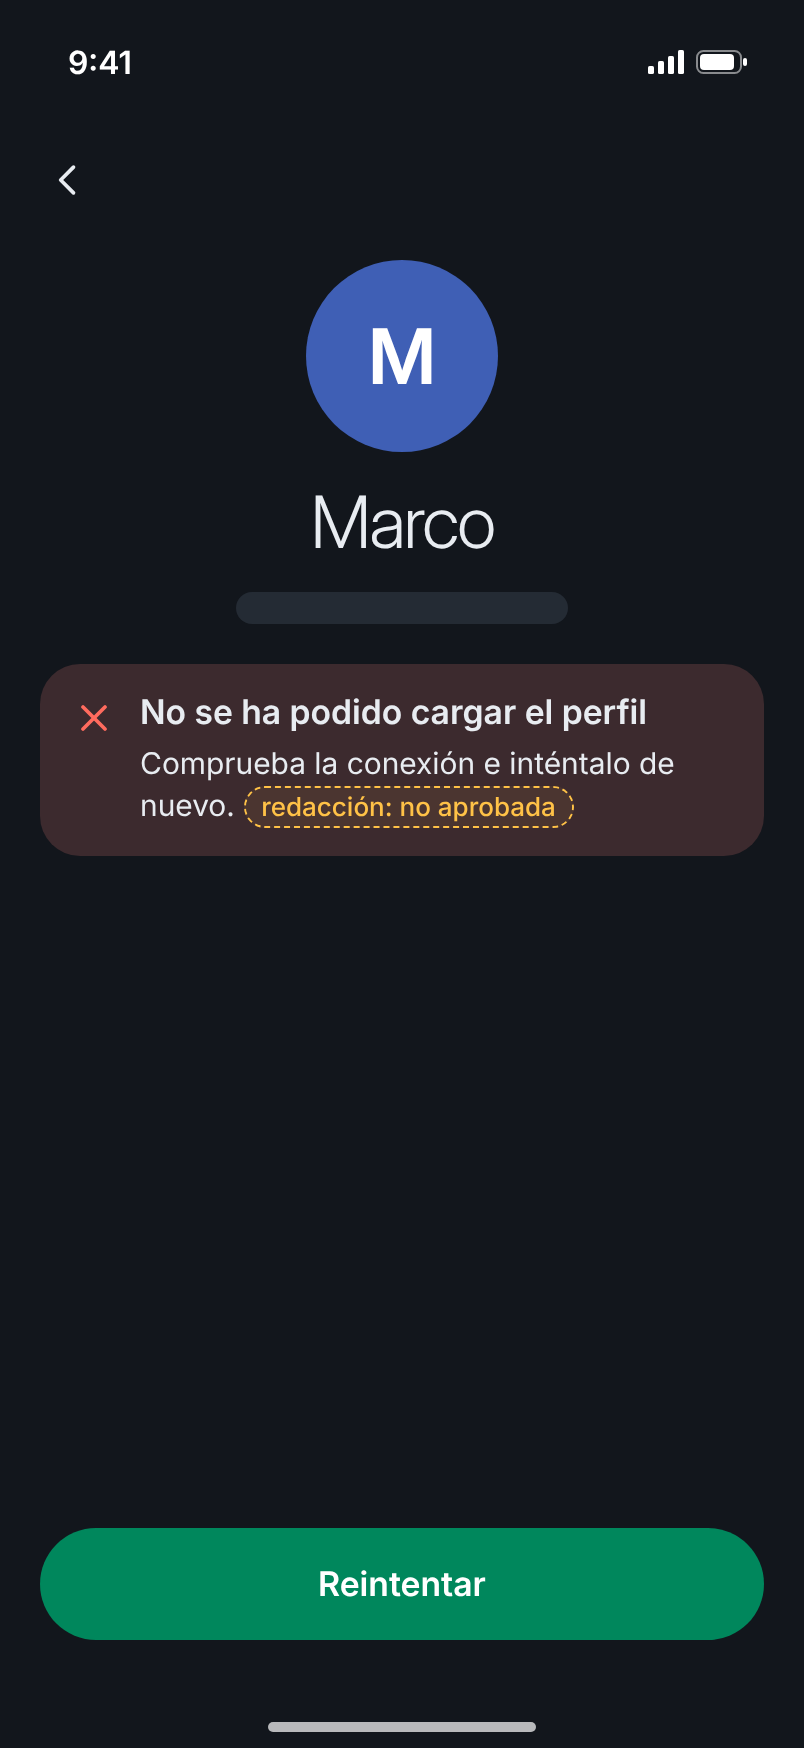 9:41
M
Marco
No se ha podido cargar el perfil
Comprueba la conexión e inténtalo de
nuevo. redacción: no aprobada
Reintentar